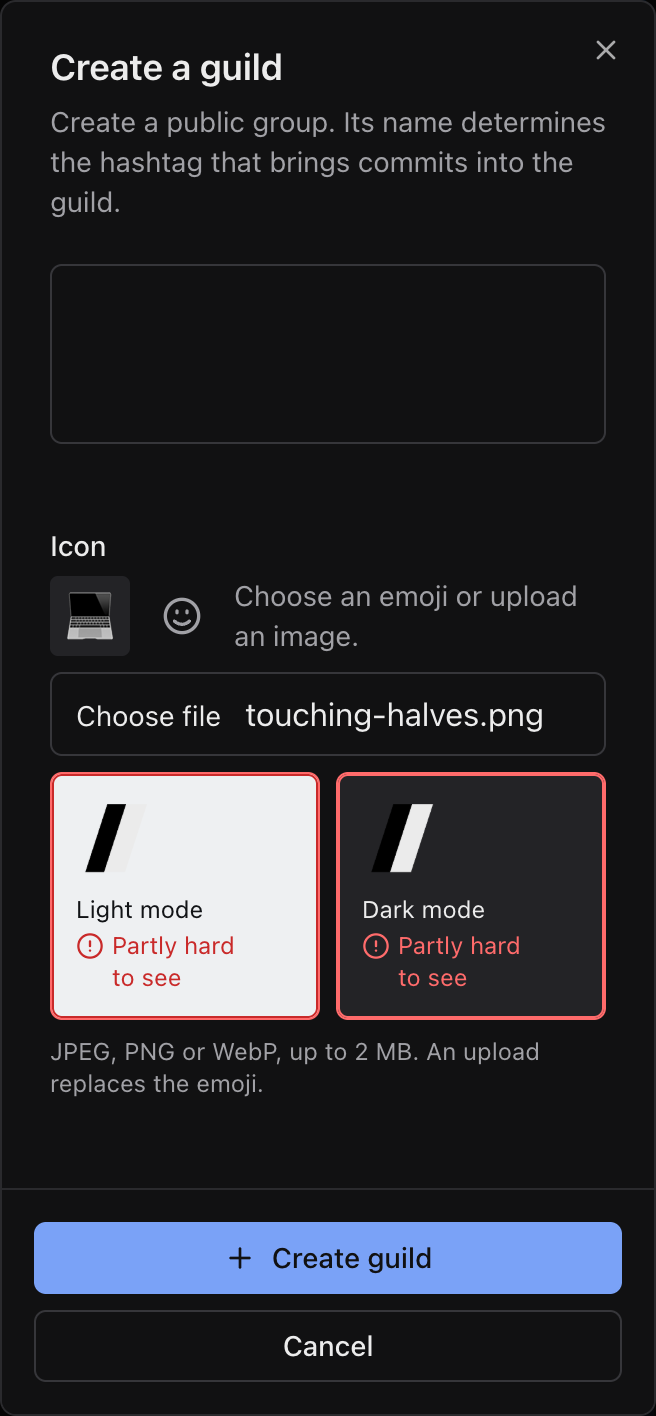 Create a guild
Create a public group. Its name determines
the hashtag that brings commits into the
guild.
Icon
Choose an emoji or upload
an image.
Choose file touching-halves.png
Light mode
Partly hard
to see
Dark mode
Partly hard
to see
JPEG, PNG or WebP, up to 2 MB. An upload
replaces the emoji.
Create guild
Cancel